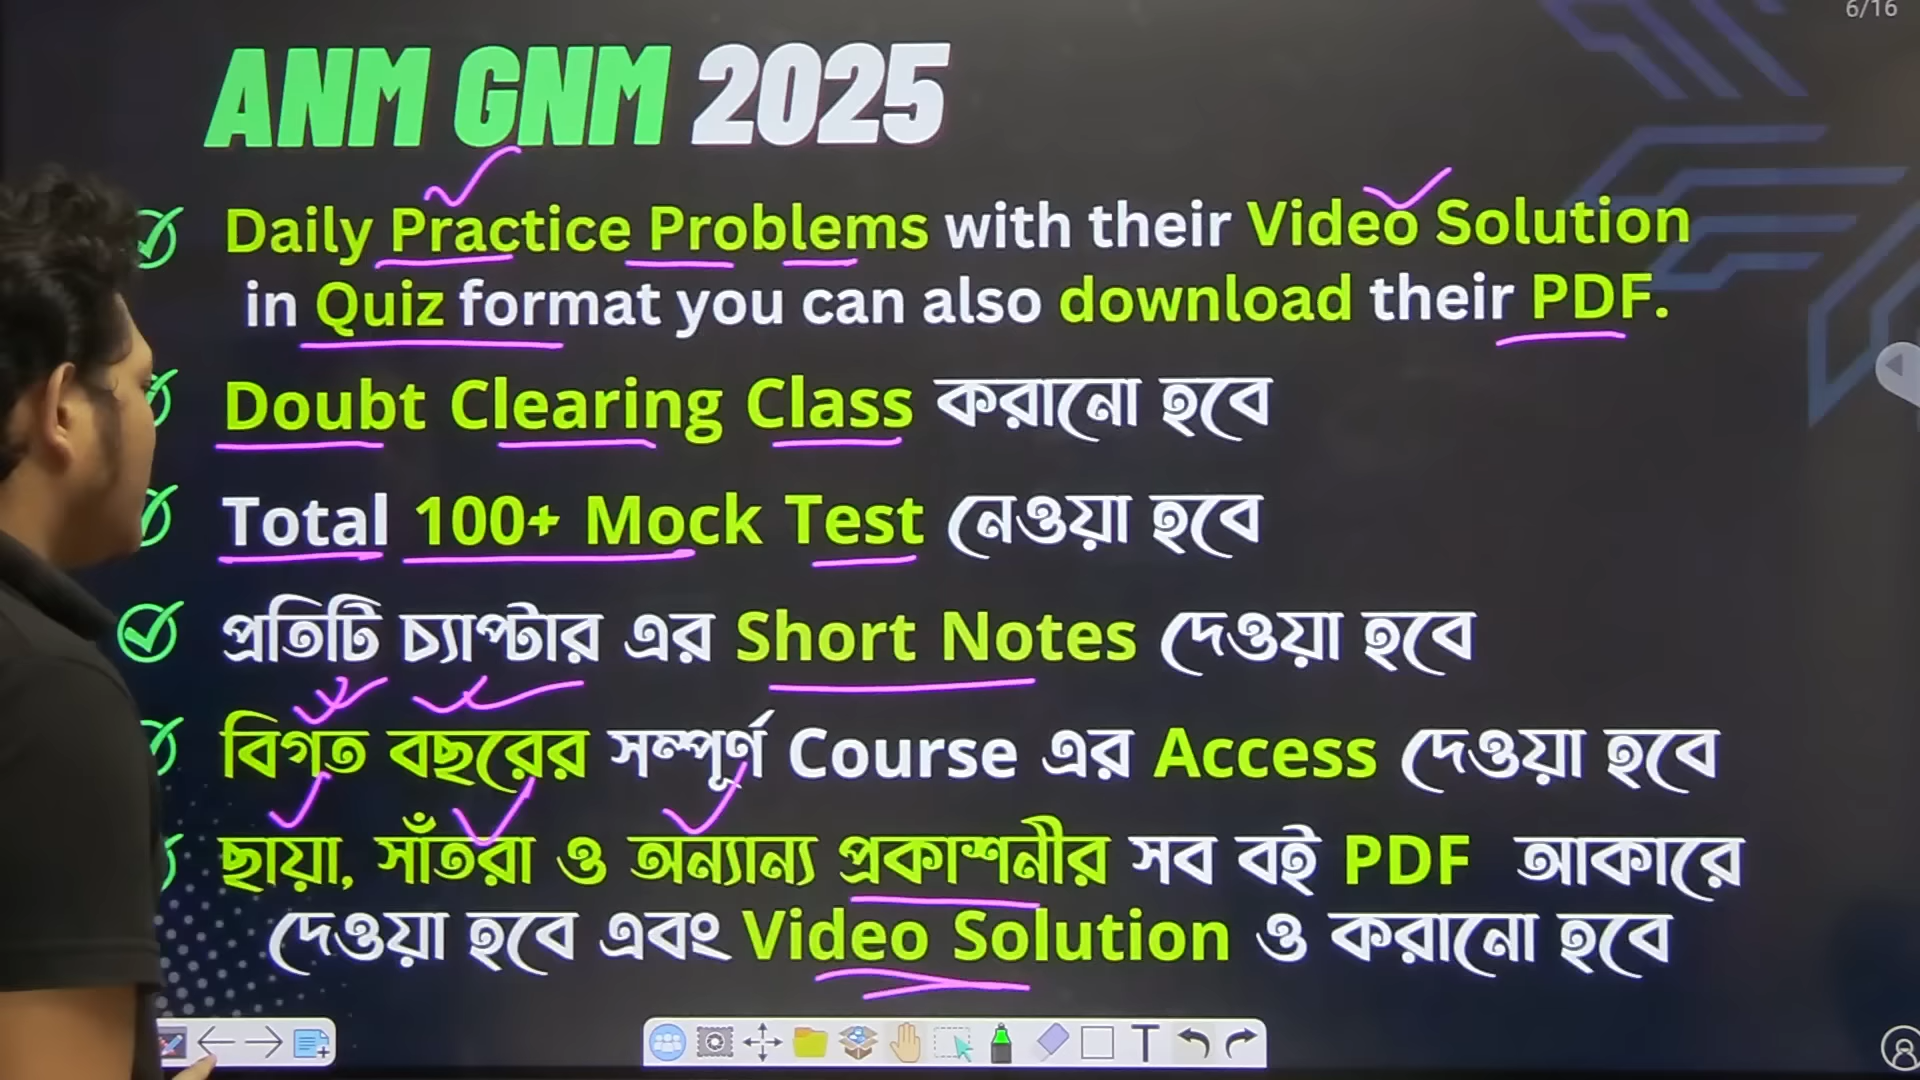 6/16
ANM GNM 2025
Daily Practice Problems with their Video Solution
in Quiz format you can also download their PDF.
Doubt Clearing Class করানো হবে
Total 100+ Mock Test নেওয়া হবে
প্রতিটি চ্যাপ্টার এর Short Notes দেওয়া হবে
বিগত বছরের সম্পূর্ণ Course এর Access দেওয়া হবে
ছায়া, সাঁতরা ও অন্যান্য প্রকাশনীর সব বই PDF আকারে
দেওয়া হবে এবং Video Solution ও করানো হবে
T